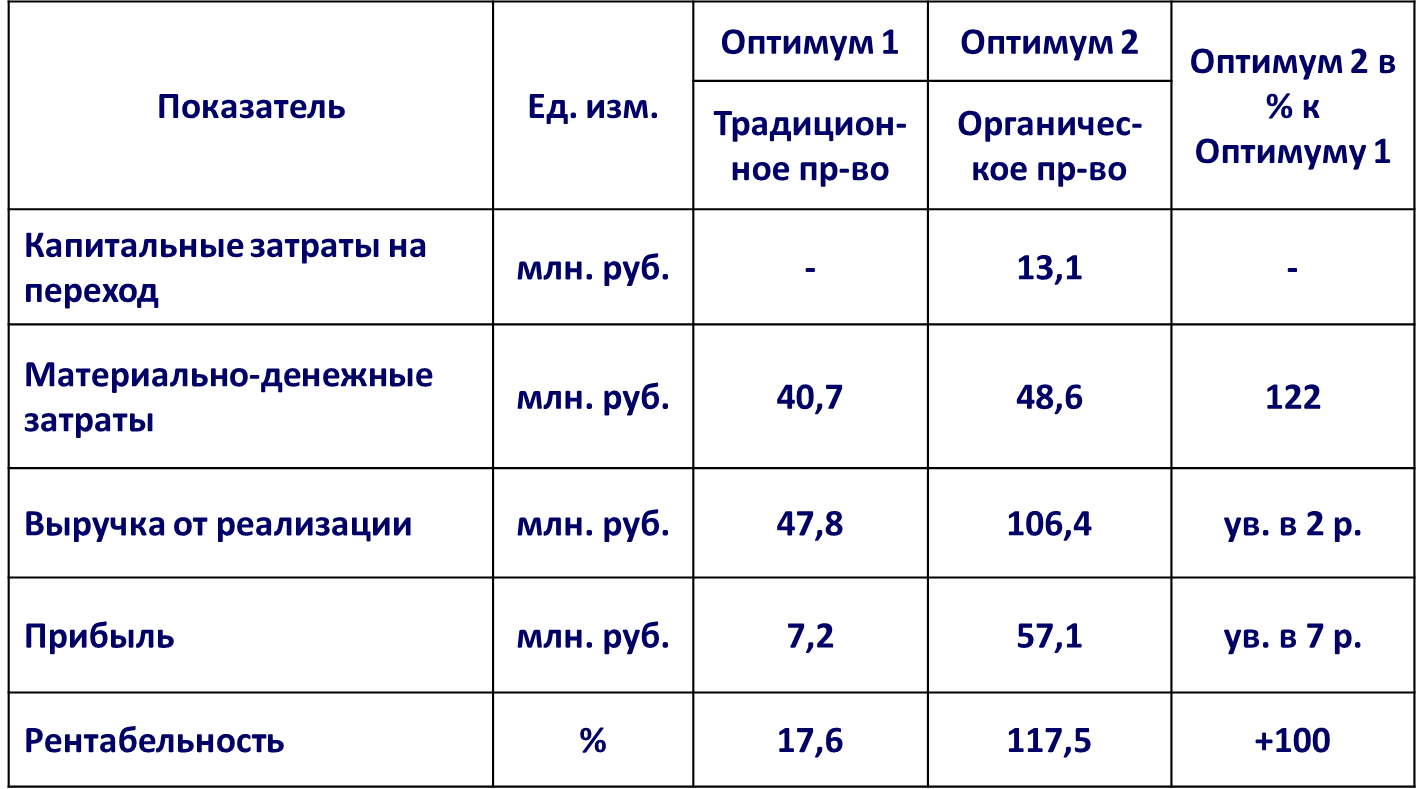 Показатель
Ед. изм.
Оптимум 1
Оптимум 2
Оптимум 2 в
% к
Оптимуму 1
Традицион-
ное пр-во
Органичес-
кое пр-во
Капитальные затраты на
переход
млн. руб.
-
13,1
-
Материально-денежные
затраты
млн. руб.
40,7
48,6
122
Выручка от реализации
млн. руб.
47,8
106,4
ув. в 2 р.
Прибыль
млн. руб.
7,2
57,1
ув. в 7 р.
Рентабельность
%
17,6
117,5
+100